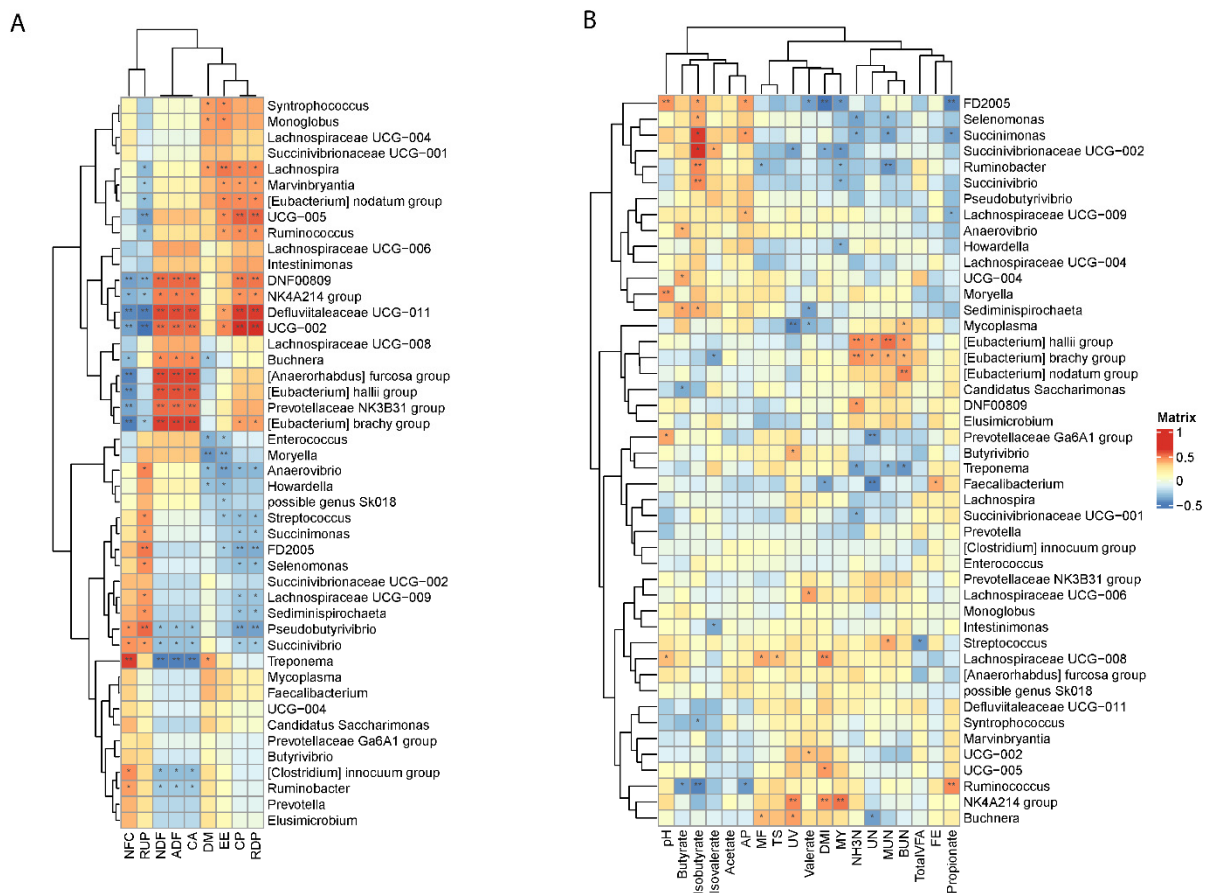 A
Syntrophococcus
Monoglobus
Lachnospiraceae UCG-004
Succinivibrionaceae UCG-001
Lachnospira
Marvinbryantia
[Eubacterium] nodatum group
UCG-005
Ruminococcus
Lachnospiraceae UCG-006
Intestinimonas
DNF00809
NK4A214 group
Defluviitaleaceae UCG-011
UCG-002
Lachnospiraceae UCG-008
Buchnera
[Anaerorhabdus] furcosa group
[Eubacterium] hallii group
Prevotellaceae NK3B31 group
[Eubacterium] brachy group
Enterococcus
Moryella
Anaerovibrio
Howardella
possible genus Sk018
Streptococcus
Succinimonas
FD2005
Selenomonas
Succinivibrionaceae UCG-002
Lachnospiraceae UCG-009
Sediminispirochaeta
Pseudobutyrivibrio
Succinivibrio
Treponema
Mycoplasma
Faecalibacterium
UCG-004
Candidatus Saccharimonas
Prevotellaceae Ga6A1 group
Butyrivibrio
[Clostridium] innocuum group
Ruminobacter
Prevotella
Elusimicrobium
NFC RUP NDF ADF CA DM EE CP RDP
B
FD2005
Selenomonas
Succinimonas
Succinivibrionaceae UCG-002
Ruminobacter
Succinivibrio
Pseudobutyrivibrio
Lachnospiraceae UCG-009
Anaerovibrio
Howardella
Lachnospiraceae UCG-004
UCG-004
Moryella
Sediminispirochaeta
Mycoplasma
[Eubacterium] hallii group
[Eubacterium] brachy group
[Eubacterium] nodatum group
Candidatus Saccharimonas
DNF00809
Elusimicrobium
Prevotellaceae Ga6A1 group
Butyrivibrio
Treponema
Faecalibacterium
Lachnospira
Succinivibrionaceae UCG-001
Prevotella
[Clostridium] innocuum group
Enterococcus
Prevotellaceae NK3B31 group
Lachnospiraceae UCG-006
Monoglobus
Intestinimonas
Streptococcus
Lachnospiraceae UCG-008
[Anaerorhabdus] furcosa group
possible genus Sk018
Defluviitaleaceae UCG-011
Syntrophococcus
Marvinbryantia
UCG-002
UCG-005
Ruminococcus
NK4A214 group
Buchnera
pH Butyrate Isobutyrate Isovalerate Acetate AP MF TS UV Valerate DMI MY NH3N UN MUN BUN TotalVFA FE Propionate
Matrix
1
0.5
0
-0.5